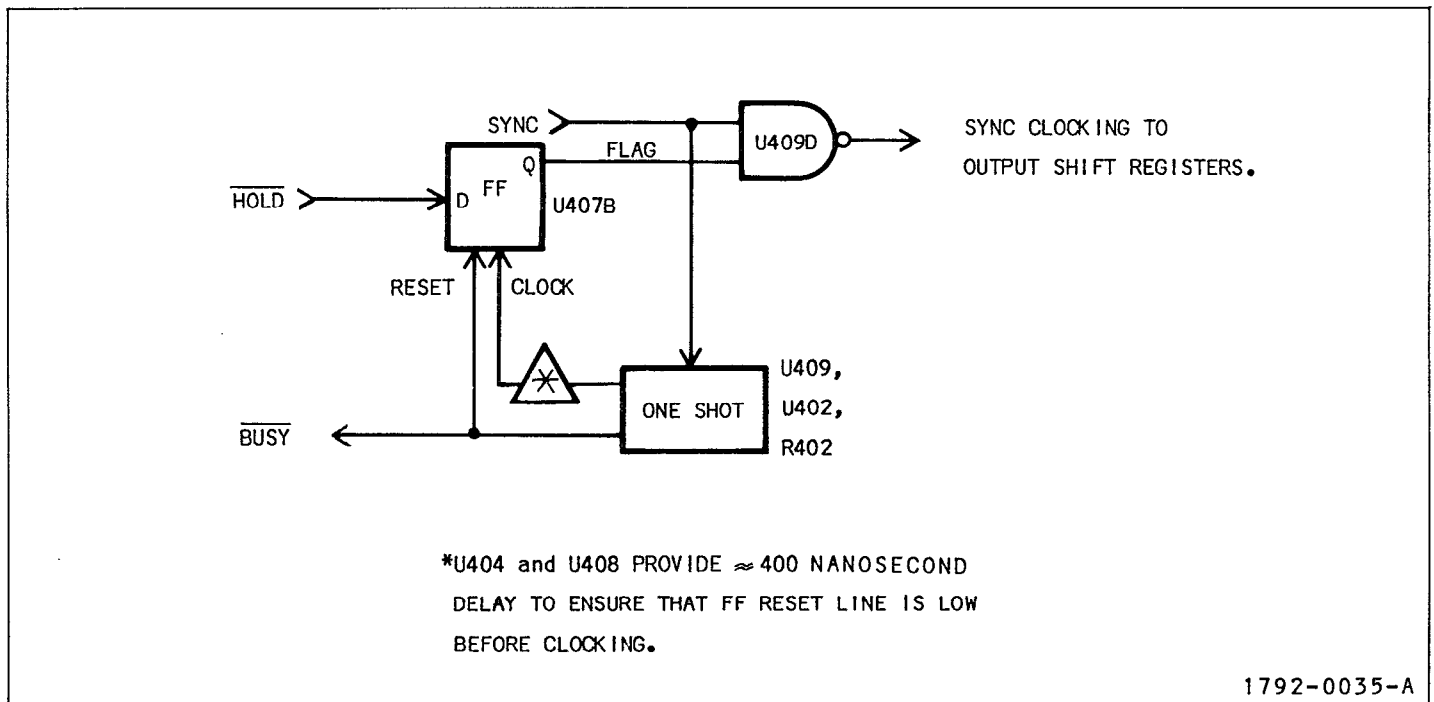 SYNC
U409D
SYNC CLOCKING TO
OUTPUT SHIFT REGISTERS.
Q
FLAG
HOLD
D
FF
U407B
RESET
CLOCK
*
ONE SHOT
U409,
U402,
R402
BUSY
*U404 and U408 PROVIDE ≈ 400 NANOSECOND
DELAY TO ENSURE THAT FF RESET LINE IS LOW
BEFORE CLOCKING.
1792-0035-A